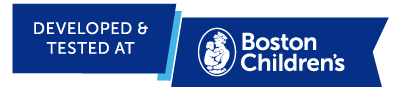 DEVELOPED &
TESTED AT
Boston
Children's